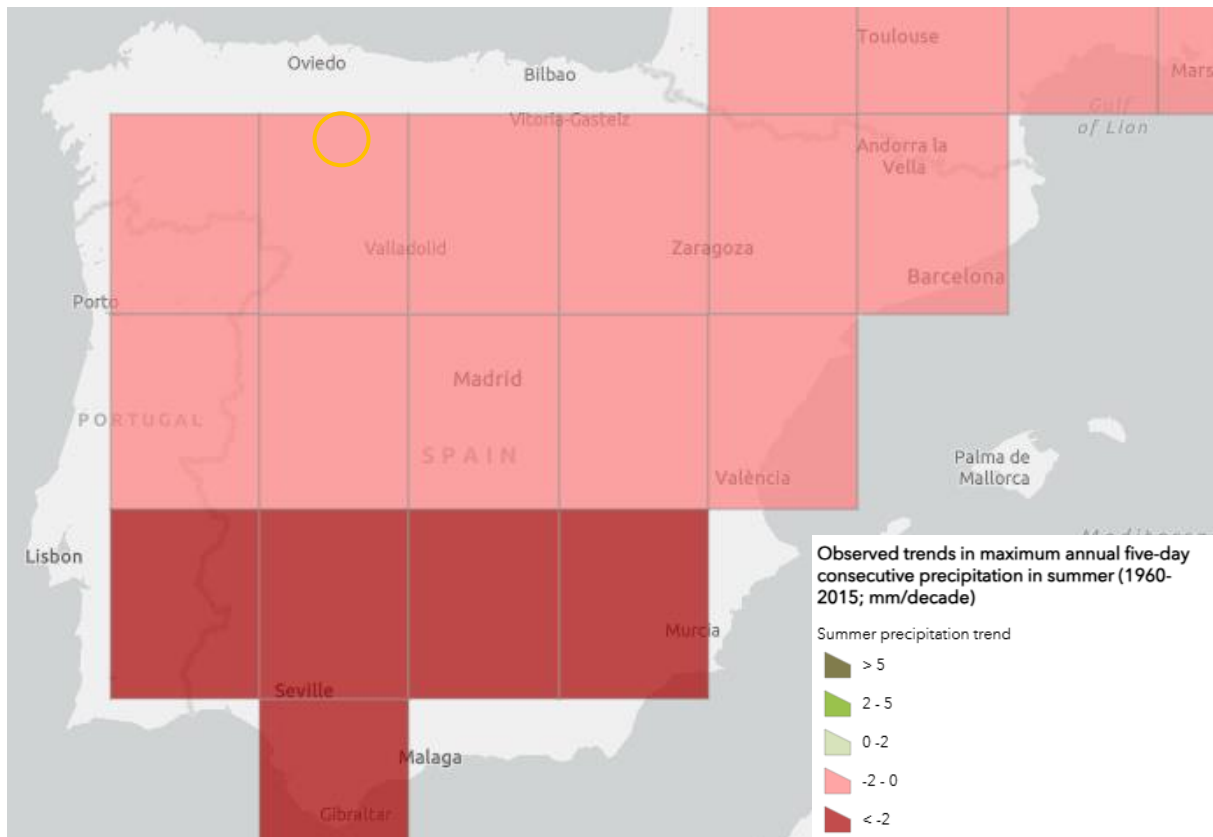 Toulouse
Oviedo
Bilbao
Mars
Gulf
of Lion
Vitoria-Gasteiz
Andorra la
Vella
Valladolid
Zaragoza
Barcelona
Porto
Madrid
PORTUGAL
SPAIN
Palma de
Mallorca
València
Lisbon
Murcia
Seville
Malaga
Gibraltar
Observed trends in maximum annual five-day
consecutive precipitation in summer (1960-
2015; mm/decade)
Summer precipitation trend
> 5
2 - 5
0 -2
-2 - 0
< -2